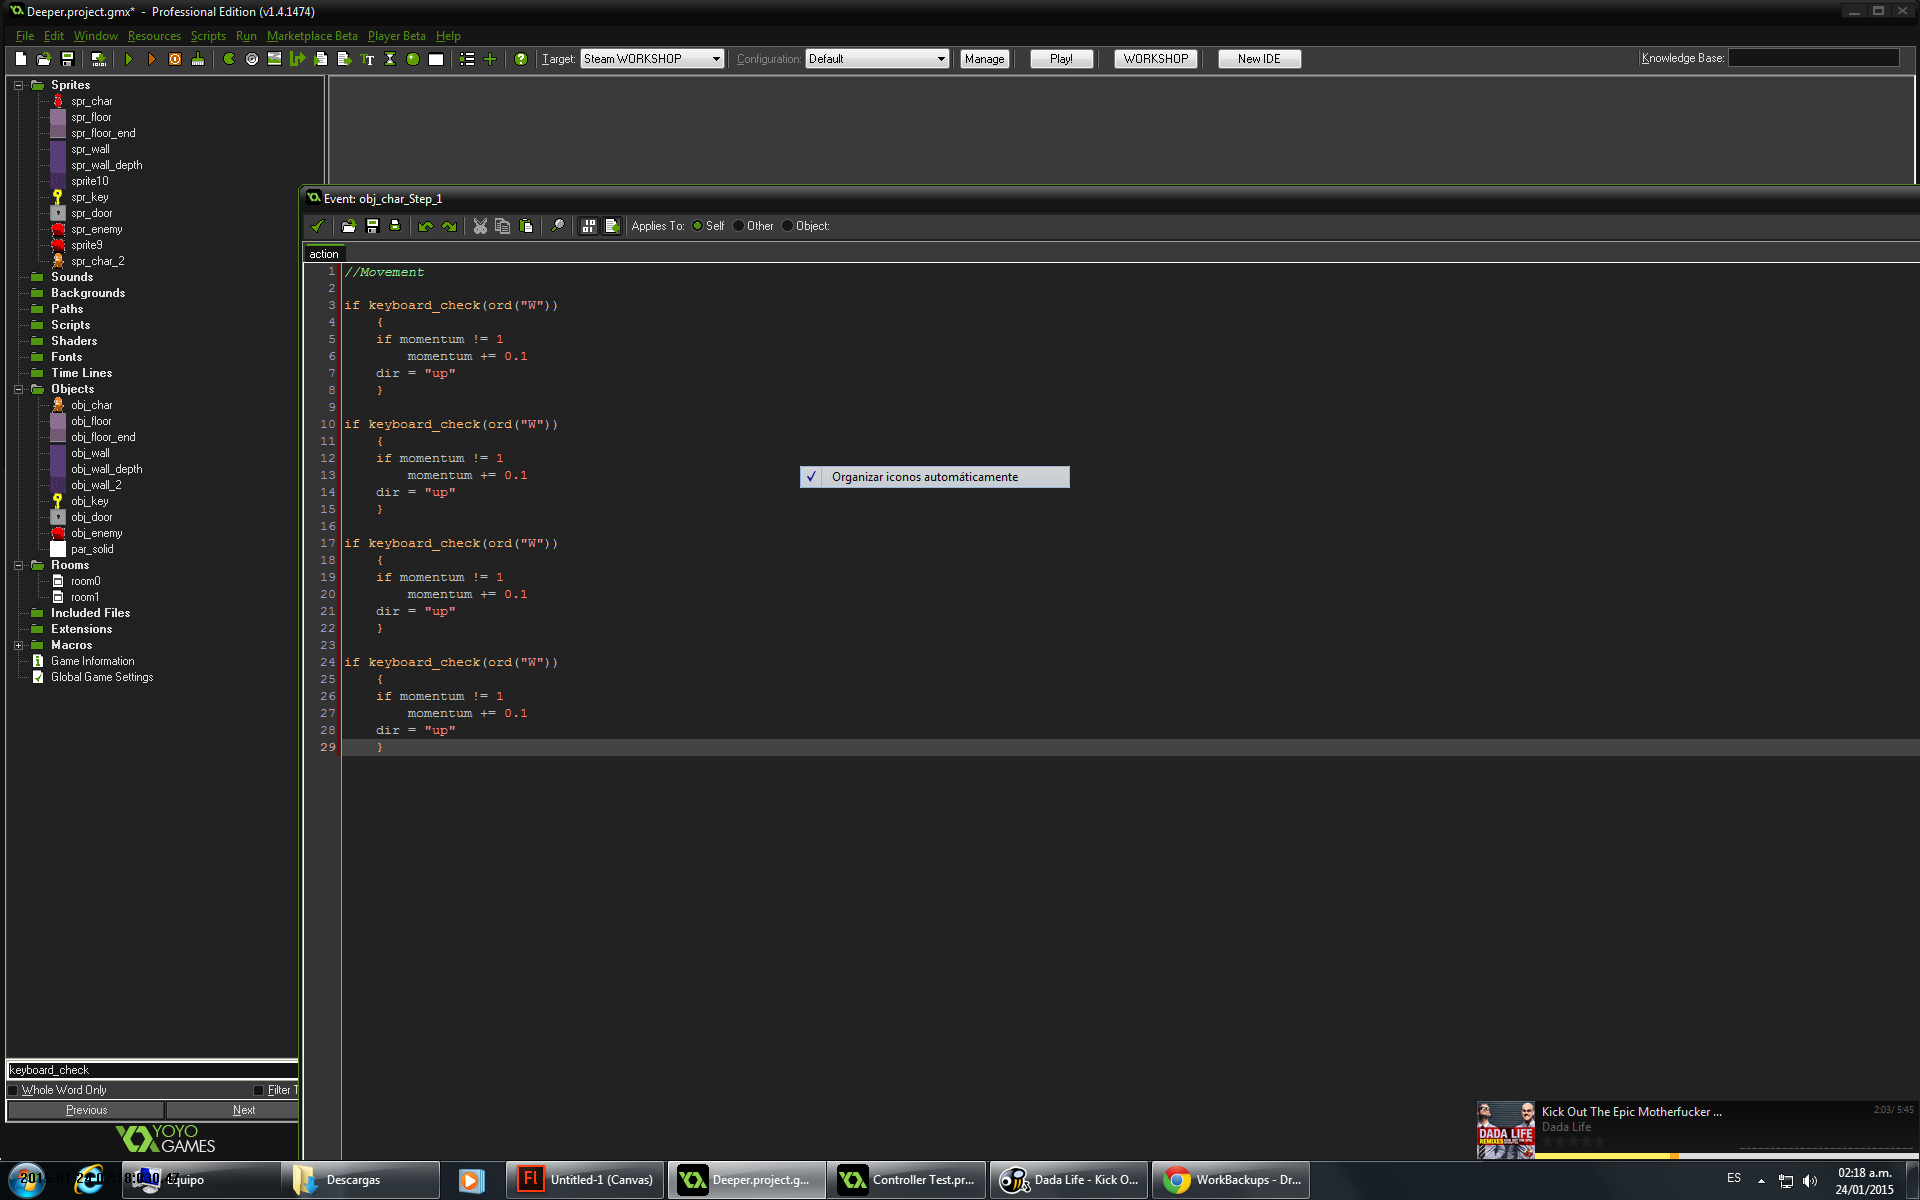 Deeper.project.gmx* - Professional Edition (v1.4.1474)
File Edit Window Resources Scripts Run Marketplace Beta Player Beta Help
Target: Steam WORKSHOP Configuration: Default Manage Play! WORKSHOP New IDE Knowledge Base:
Sprites
spr_char
spr_floor
spr_floor_end
spr_wall
spr_wall_depth
sprite10
spr_key
spr_door
spr_enemy
sprite9
spr_char_2
Sounds
Backgrounds
Paths
Scripts
Shaders
Fonts
Time Lines
Objects
obj_char
obj_floor
obj_floor_end
obj_wall
obj_wall_depth
obj_wall_2
obj_key
obj_door
obj_enemy
par_solid
Rooms
room0
room1
Included Files
Extensions
Macros
Game Information
Global Game Settings
keyboard_check
Whole Word Only Filter T
Previous Next
YOYO
GAMES
Event: obj_char_Step_1
Applies To: Self Other Object:
action
1 //Movement
2
3 if keyboard_check(ord("W"))
4 {
5 if momentum != 1
6 momentum += 0.1
7 dir = "up"
8 }
9
10 if keyboard_check(ord("W"))
11 {
12 if momentum != 1
13 momentum += 0.1
14 dir = "up"
15 }
16
17 if keyboard_check(ord("W"))
18 {
19 if momentum != 1
20 momentum += 0.1
21 dir = "up"
22 }
23
24 if keyboard_check(ord("W"))
25 {
26 if momentum != 1
27 momentum += 0.1
28 dir = "up"
29 }
✓ Organizar iconos automáticamente
DADA LIFE
Kick Out The Epic Motherfucker ...
2:03/ 5:45
Dada Life
Equipo
Descargas
Fl Untitled-1 (Canvas)
Deeper.project.g...
Controller Test.pr...
Dada Life - Kick O...
WorkBackups - Dr...
ES
02:18 a.m.
24/01/2015